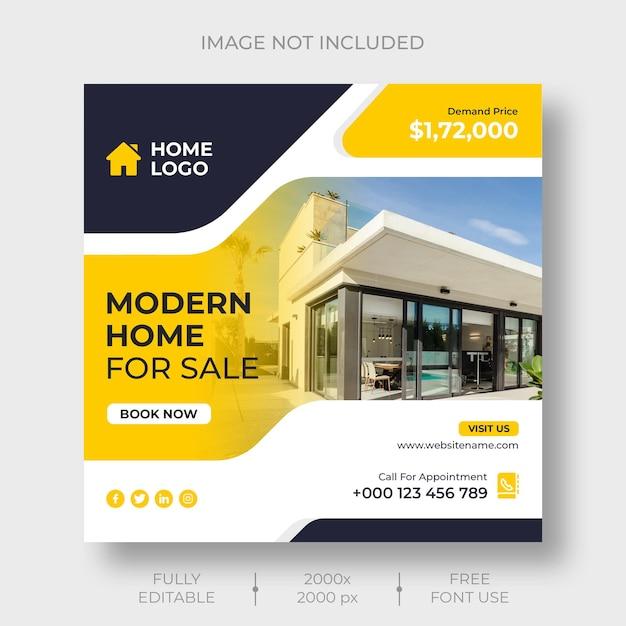 IMAGE NOT INCLUDED
HOME
LOGO
Demand Price
$1,72,000
MODERN
HOME
FOR SALE
BOOK NOW
VISIT US
www.websitename.com
Call For Appointment
+000 123 456 789
FULLY
EDITABLE
2000x
2000 px
FREE
FONT USE